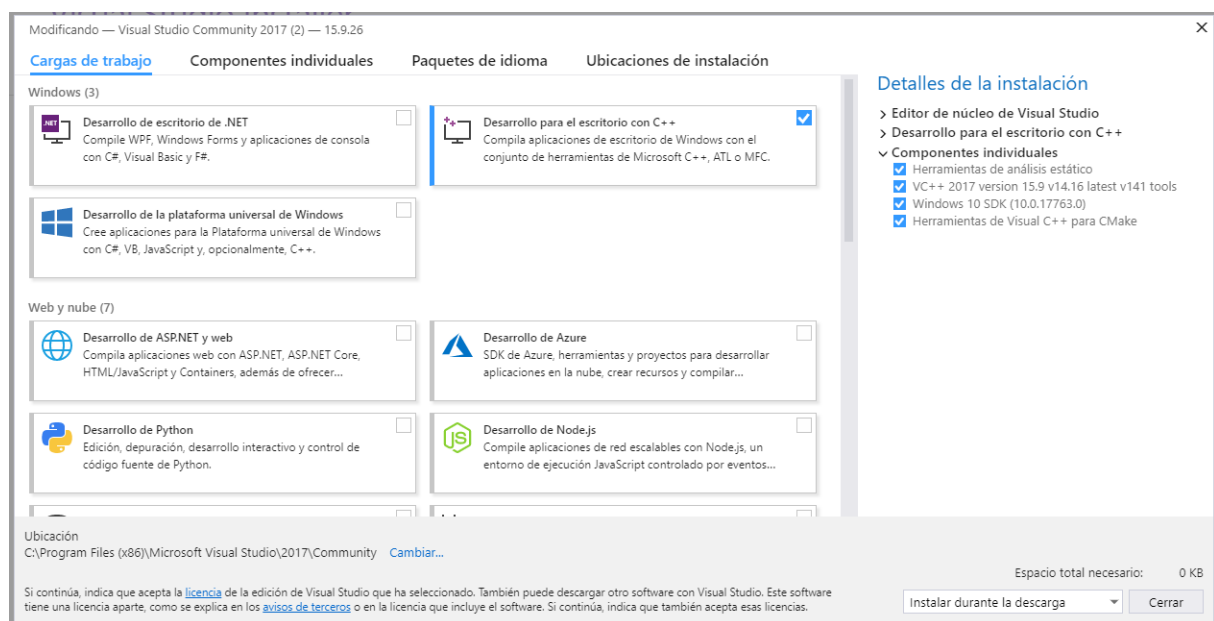 Modificando — Visual Studio Community 2017 (2) — 15.9.26
Cargas de trabajo
Componentes individuales
Paquetes de idioma
Ubicaciones de instalación
Windows (3)
Desarrollo de escritorio de .NET
Compile WPF, Windows Forms y aplicaciones de consola
con C#, Visual Basic y F#.
Desarrollo para el escritorio con C++
Compila aplicaciones de escritorio de Windows con el
conjunto de herramientas de Microsoft C++, ATL o MFC.
Desarrollo de la plataforma universal de Windows
Cree aplicaciones para la Plataforma universal de Windows
con C#, VB, JavaScript y, opcionalmente, C++.
Web y nube (7)
Desarrollo de ASP.NET y web
Compila aplicaciones web con ASP.NET, ASP.NET Core,
HTML/JavaScript y Containers, además de ofrecer...
Desarrollo de Azure
SDK de Azure, herramientas y proyectos para desarrollar
aplicaciones en la nube, crear recursos y compilar...
Desarrollo de Python
Edición, depuración, desarrollo interactivo y control de
código fuente de Python.
Desarrollo de Node.js
Compile aplicaciones de red escalables con Node.js, un
entorno de ejecución JavaScript controlado por eventos...
Detalles de la instalación
Editor de núcleo de Visual Studio
Desarrollo para el escritorio con C++
Componentes individuales
Herramientas de análisis estático
VC++ 2017 version 15.9 v14.16 latest v141 tools
Windows 10 SDK (10.0.17763.0)
Herramientas de Visual C++ para CMake
Ubicación
C:\Program Files (x86)\Microsoft Visual Studio\2017\Community Cambiar...
Si continúa, indica que acepta la licencia de la edición de Visual Studio que ha seleccionado. También puede descargar otro software con Visual Studio. Este software
tiene una licencia aparte, como se explica en los avisos de terceros o en la licencia que incluye el software. Si continúa, indica que también acepta esas licencias.
Espacio total necesario: 0 KB
Instalar durante la descarga
Cerrar